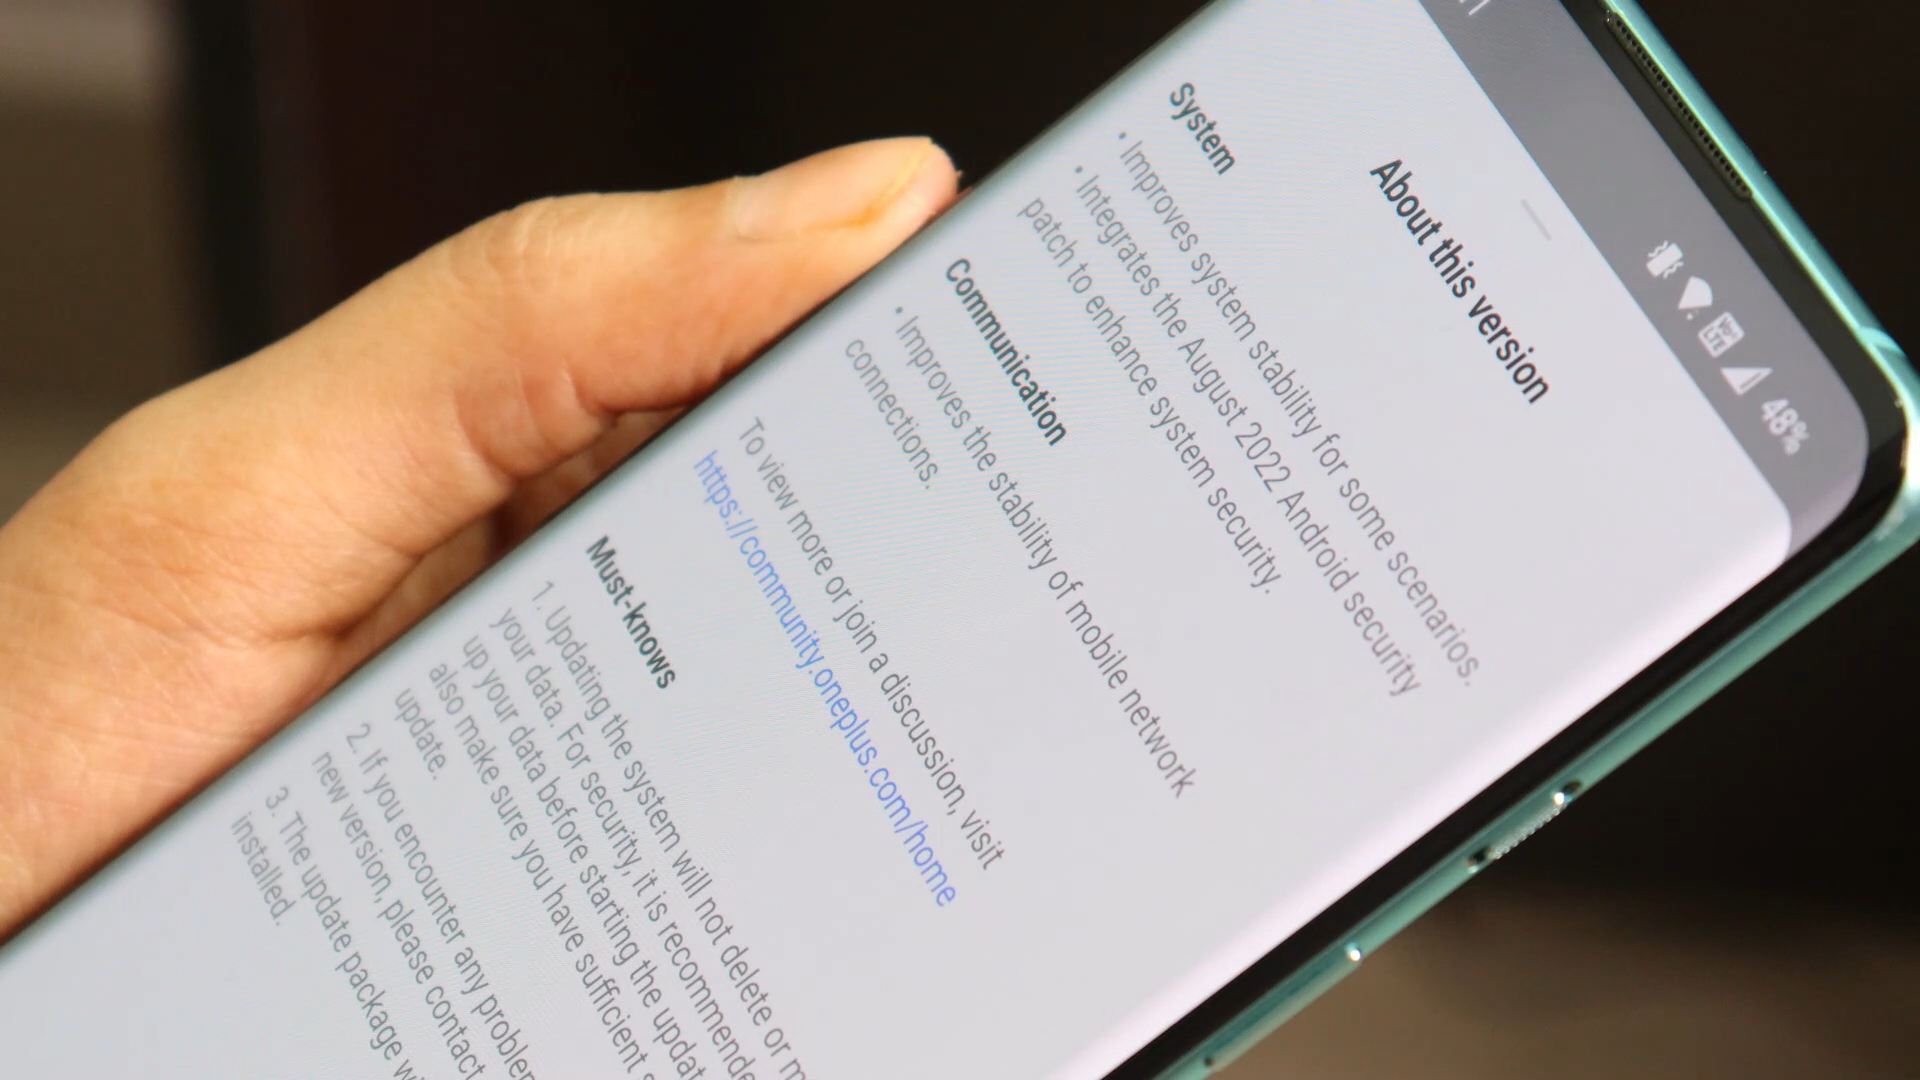 48%
About this version
System
• Improves system stability for some scenarios.
• Integrates the August 2022 Android security
patch to enhance system security.
Communication
• Improves the stability of mobile network
connections.
To view more or join a discussion, visit
https://community.oneplus.com/home
Must-knows
1. Updating the system will not delete or
your data. For security, it is
up your data before starting the
also make sure you have sufficient
update.
2. If you encounter any
new version, please contact
3. The update package
installed.